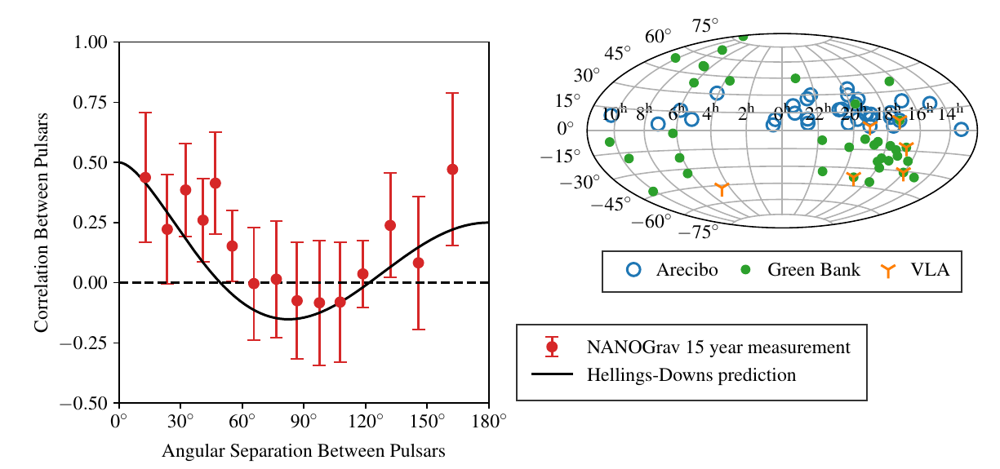 Correlation Between Pulsars
1.00
0.75
0.50
0.25
0.00
−0.25
−0.50
0° 30° 60° 90° 120° 150° 180°
Angular Separation Between Pulsars
75°
60°
45°
30°
15°
0°
−15°
−30°
−45°
−60°
−75°
10h 8h 6h 4h 2h 0h 22h 20h 18h 16h 14h
Arecibo Green Bank VLA
NANOGrav 15 year measurement
Hellings-Downs prediction